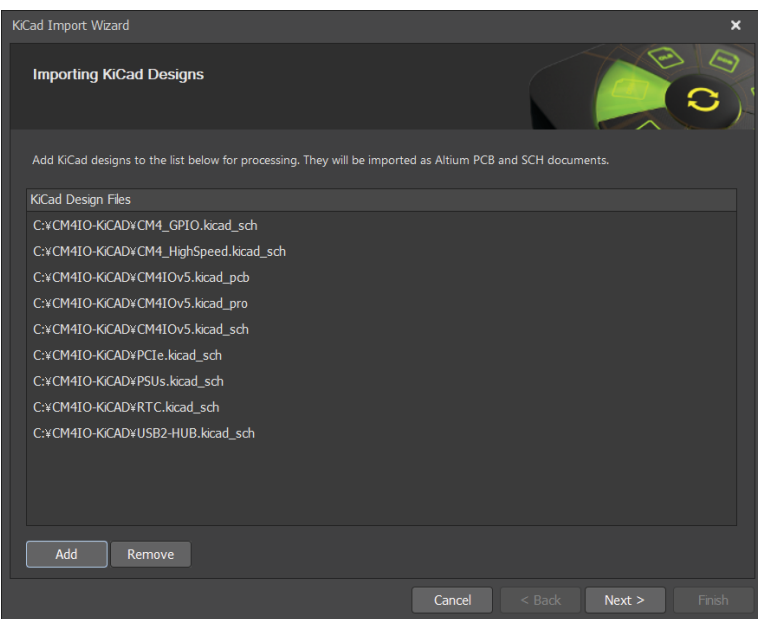 KiCad Import Wizard
Importing KiCad Designs
Add KiCad designs to the list below for processing. They will be imported as Altium PCB and SCH documents.
KiCad Design Files
C:¥CM4IO-KiCAD¥CM4_GPIO.kicad_sch
C:¥CM4IO-KiCAD¥CM4_HighSpeed.kicad_sch
C:¥CM4IO-KiCAD¥CM4IOv5.kicad_pcb
C:¥CM4IO-KiCAD¥CM4IOv5.kicad_pro
C:¥CM4IO-KiCAD¥CM4IOv5.kicad_sch
C:¥CM4IO-KiCAD¥PCIe.kicad_sch
C:¥CM4IO-KiCAD¥PSUs.kicad_sch
C:¥CM4IO-KiCAD¥RTC.kicad_sch
C:¥CM4IO-KiCAD¥USB2-HUB.kicad_sch
Add Remove
Cancel < Back Next > Finish